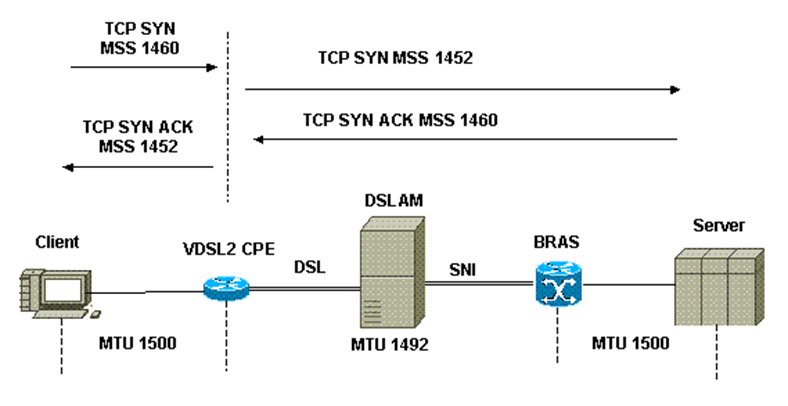 TCP SYN
MSS 1460
TCP SYN MSS 1452
TCP SYN ACK MSS 1460
TCP SYN ACK
MSS 1452
DSLAM
Server
Client
VDSL2 CPE
BRAS
DSL
SNI
MTU 1500
MTU 1492
MTU 1500